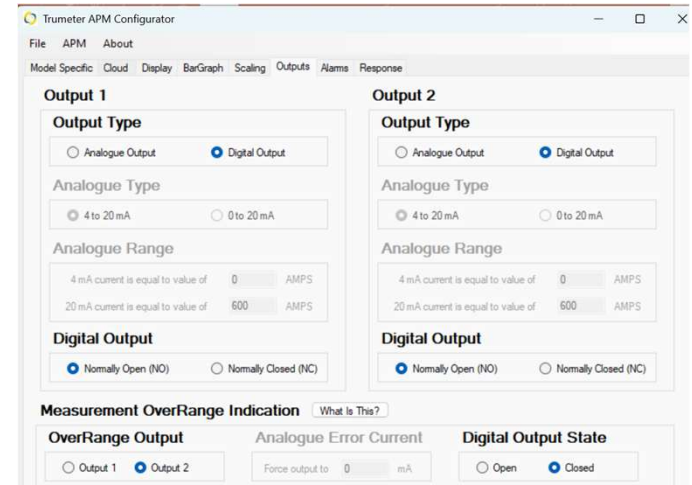 Trumeter APM Configurator
File APM About
Model Specific Cloud Display BarGraph Scaling Outputs Alarms Response
Output 1
Output Type
Analogue Output Digital Output
Analogue Type
4 to 20 mA 0 to 20 mA
Analogue Range
4 mA current is equal to value of 0 AMPS
20 mA current is equal to value of 600 AMPS
Digital Output
Normally Open (NO) Normally Closed (NC)
Output 2
Output Type
Analogue Output Digital Output
Analogue Type
4 to 20 mA 0 to 20 mA
Analogue Range
4 mA current is equal to value of 0 AMPS
20 mA current is equal to value of 600 AMPS
Digital Output
Normally Open (NO) Normally Closed (NC)
Measurement OverRange Indication What Is This?
OverRange Output
Output 1 Output 2
Analogue Error Current
Force output to 0 mA
Digital Output State
Open Closed